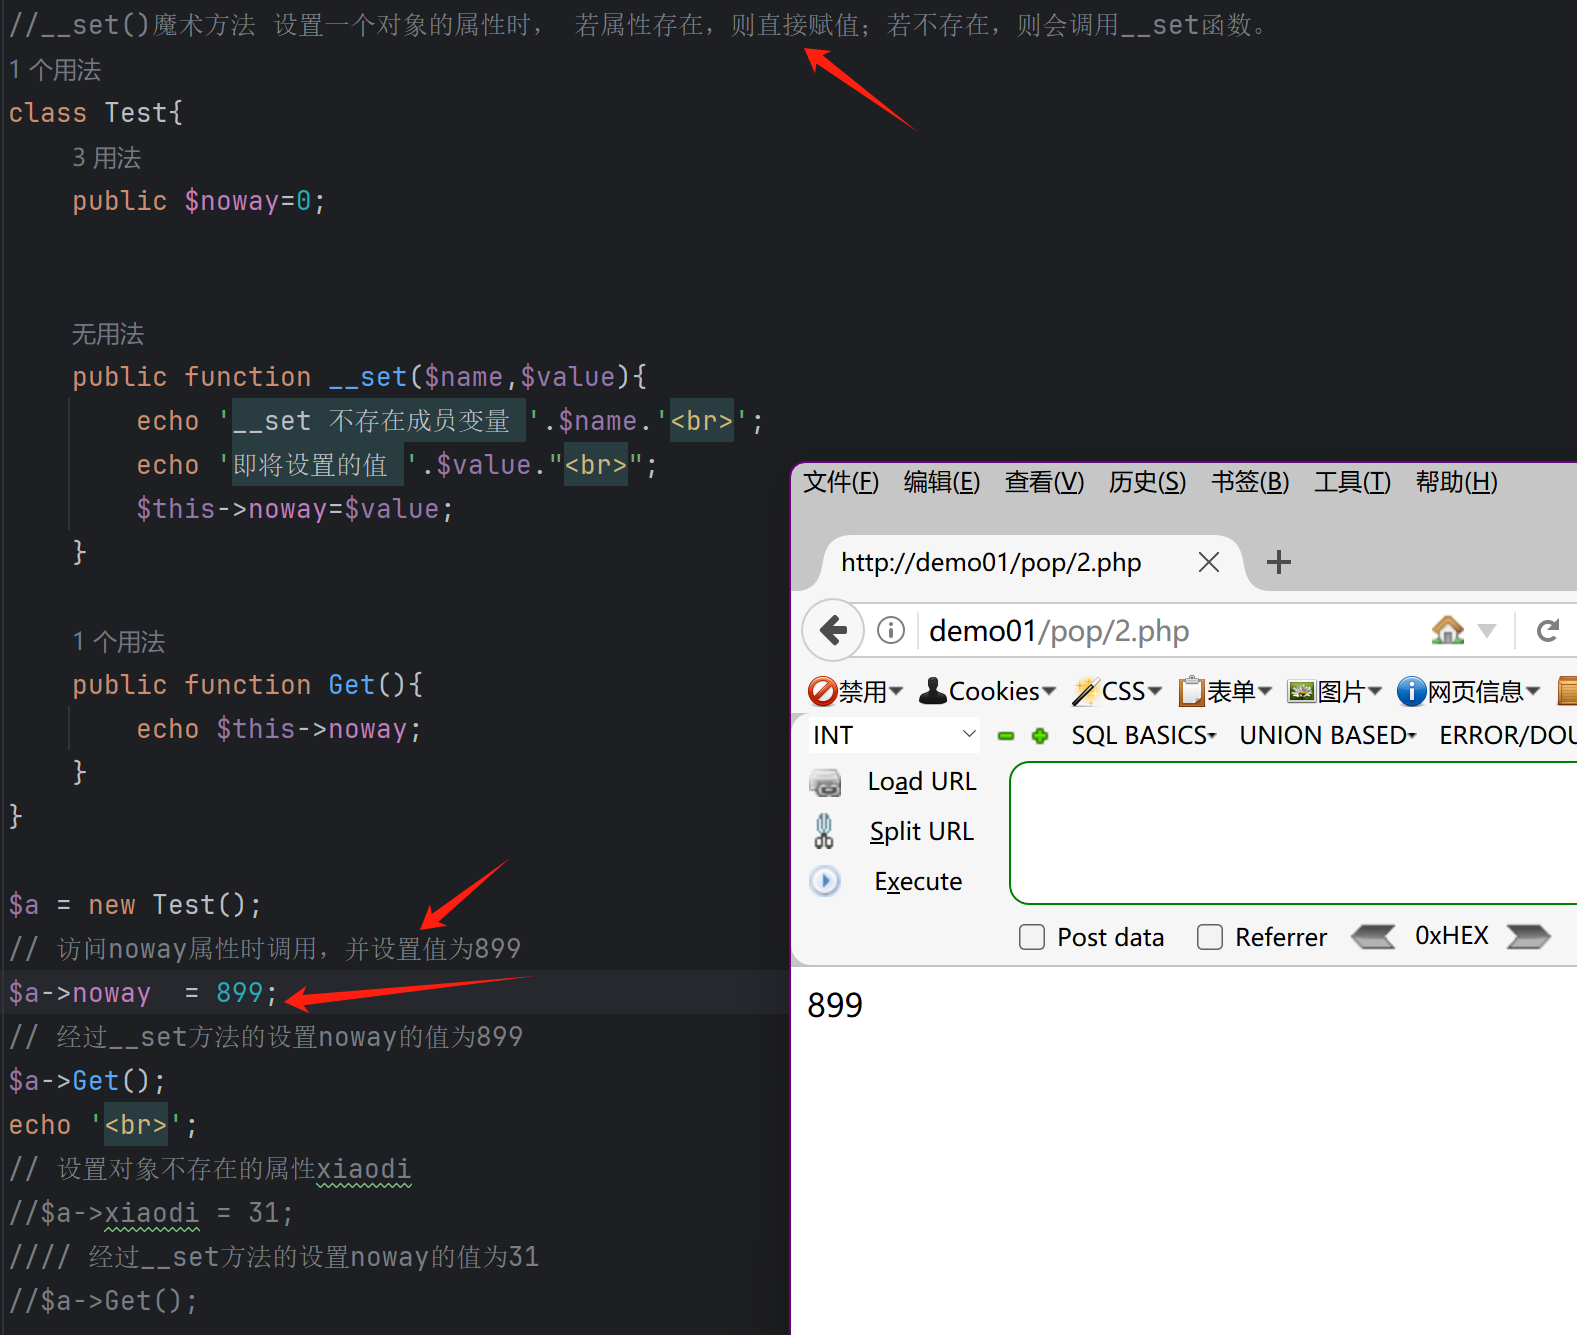 //__set()魔术方法 设置一个对象的属性时， 若属性存在，则直接赋值；若不存在，则会调用__set函数。
1 个用法
class Test{
3 用法
public $noway=0;
无用法
public function __set($name,$value){
echo '__set 不存在成员变量 '.$name.'<br>';
echo '即将设置的值 '.$value."<br>";
$this->noway=$value;
}
1 个用法
public function Get(){
echo $this->noway;
}
}
$a = new Test();
// 访问noway属性时调用，并设置值为899
$a->noway  = 899;
// 经过__set方法的设置noway的值为899
$a->Get();
echo '<br>';
// 设置对象不存在的属性xiaodi
//$a->xiaodi = 31;
//// 经过__set方法的设置noway的值为31
//$a->Get();
文件(F) 编辑(E) 查看(V) 历史(S) 书签(B) 工具(T) 帮助(H)
http://demo01/pop/2.php
demo01/pop/2.php
禁用 Cookies CSS 表单 图片 网页信息
INT SQL BASICS UNION BASED ERROR/DOU
Load URL
Split URL
Execute
Post data Referrer 0xHEX
899